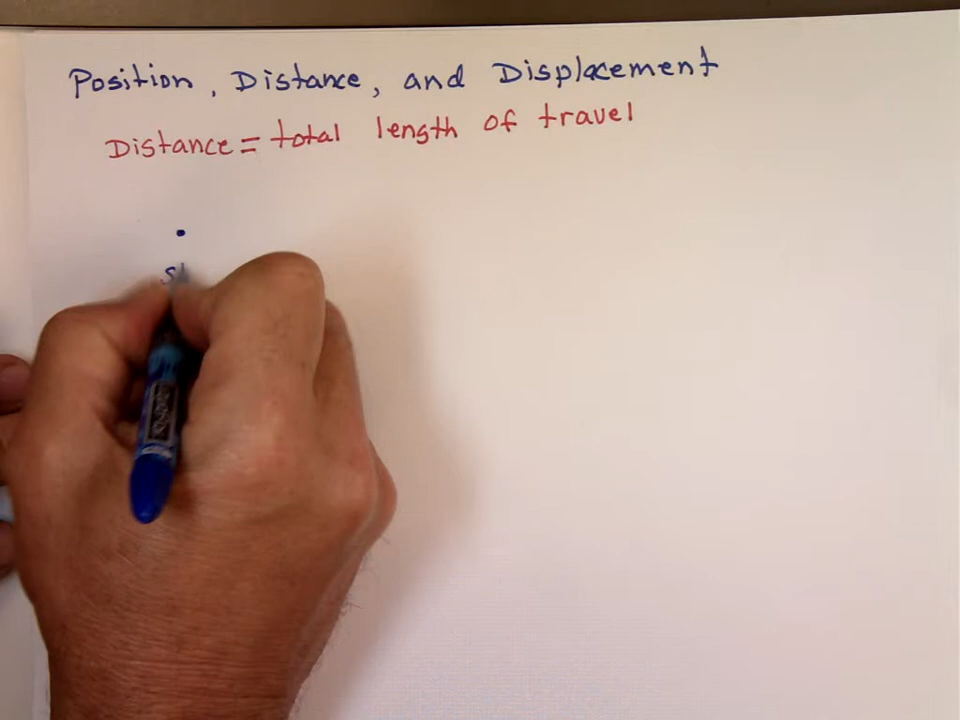 Position, Distance, and Displacement
Distance = total length of travel